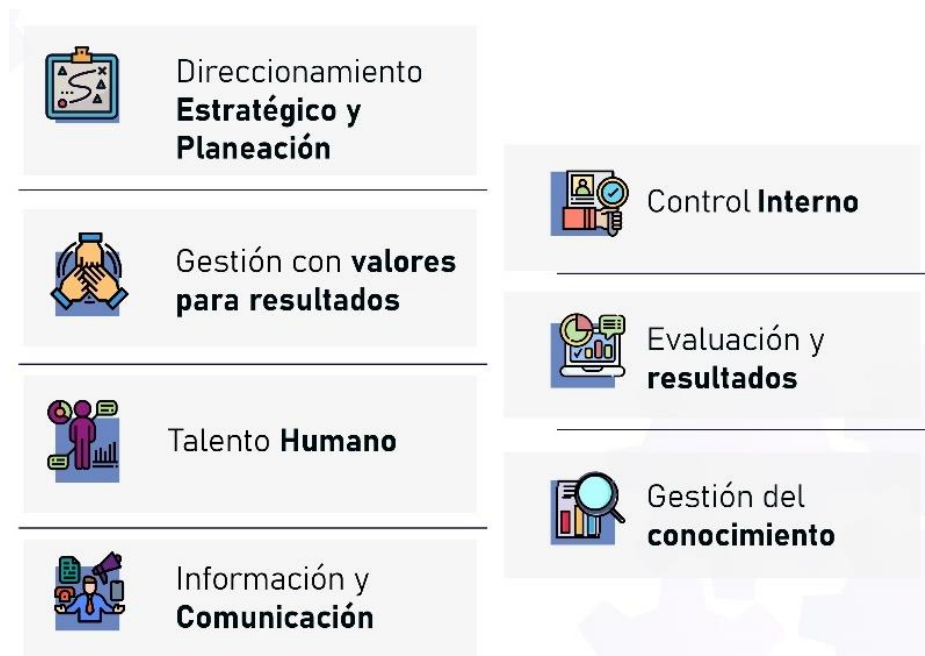 Direccionamiento
Estratégico y
Planeación
Gestión con valores
para resultados
Talento Humano
Información y
Comunicación
Control Interno
Evaluación y
resultados
Gestión del
conocimiento